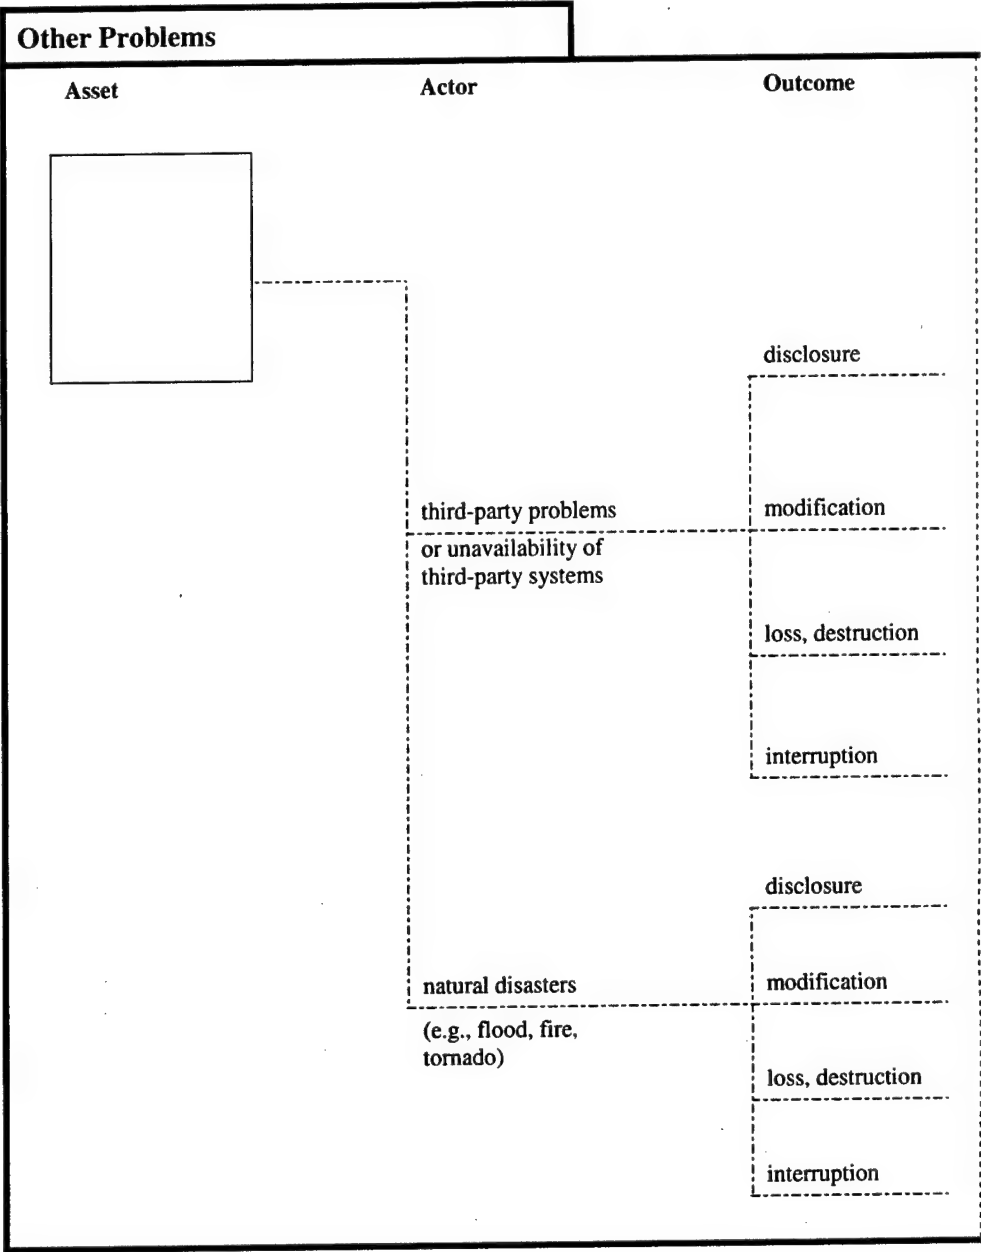 Other Problems
Asset
Actor
Outcome
disclosure
third-party problems
or unavailability of
third-party systems
modification
loss, destruction
interruption
disclosure
natural disasters
(e.g., flood, fire,
tornado)
modification
loss, destruction
interruption